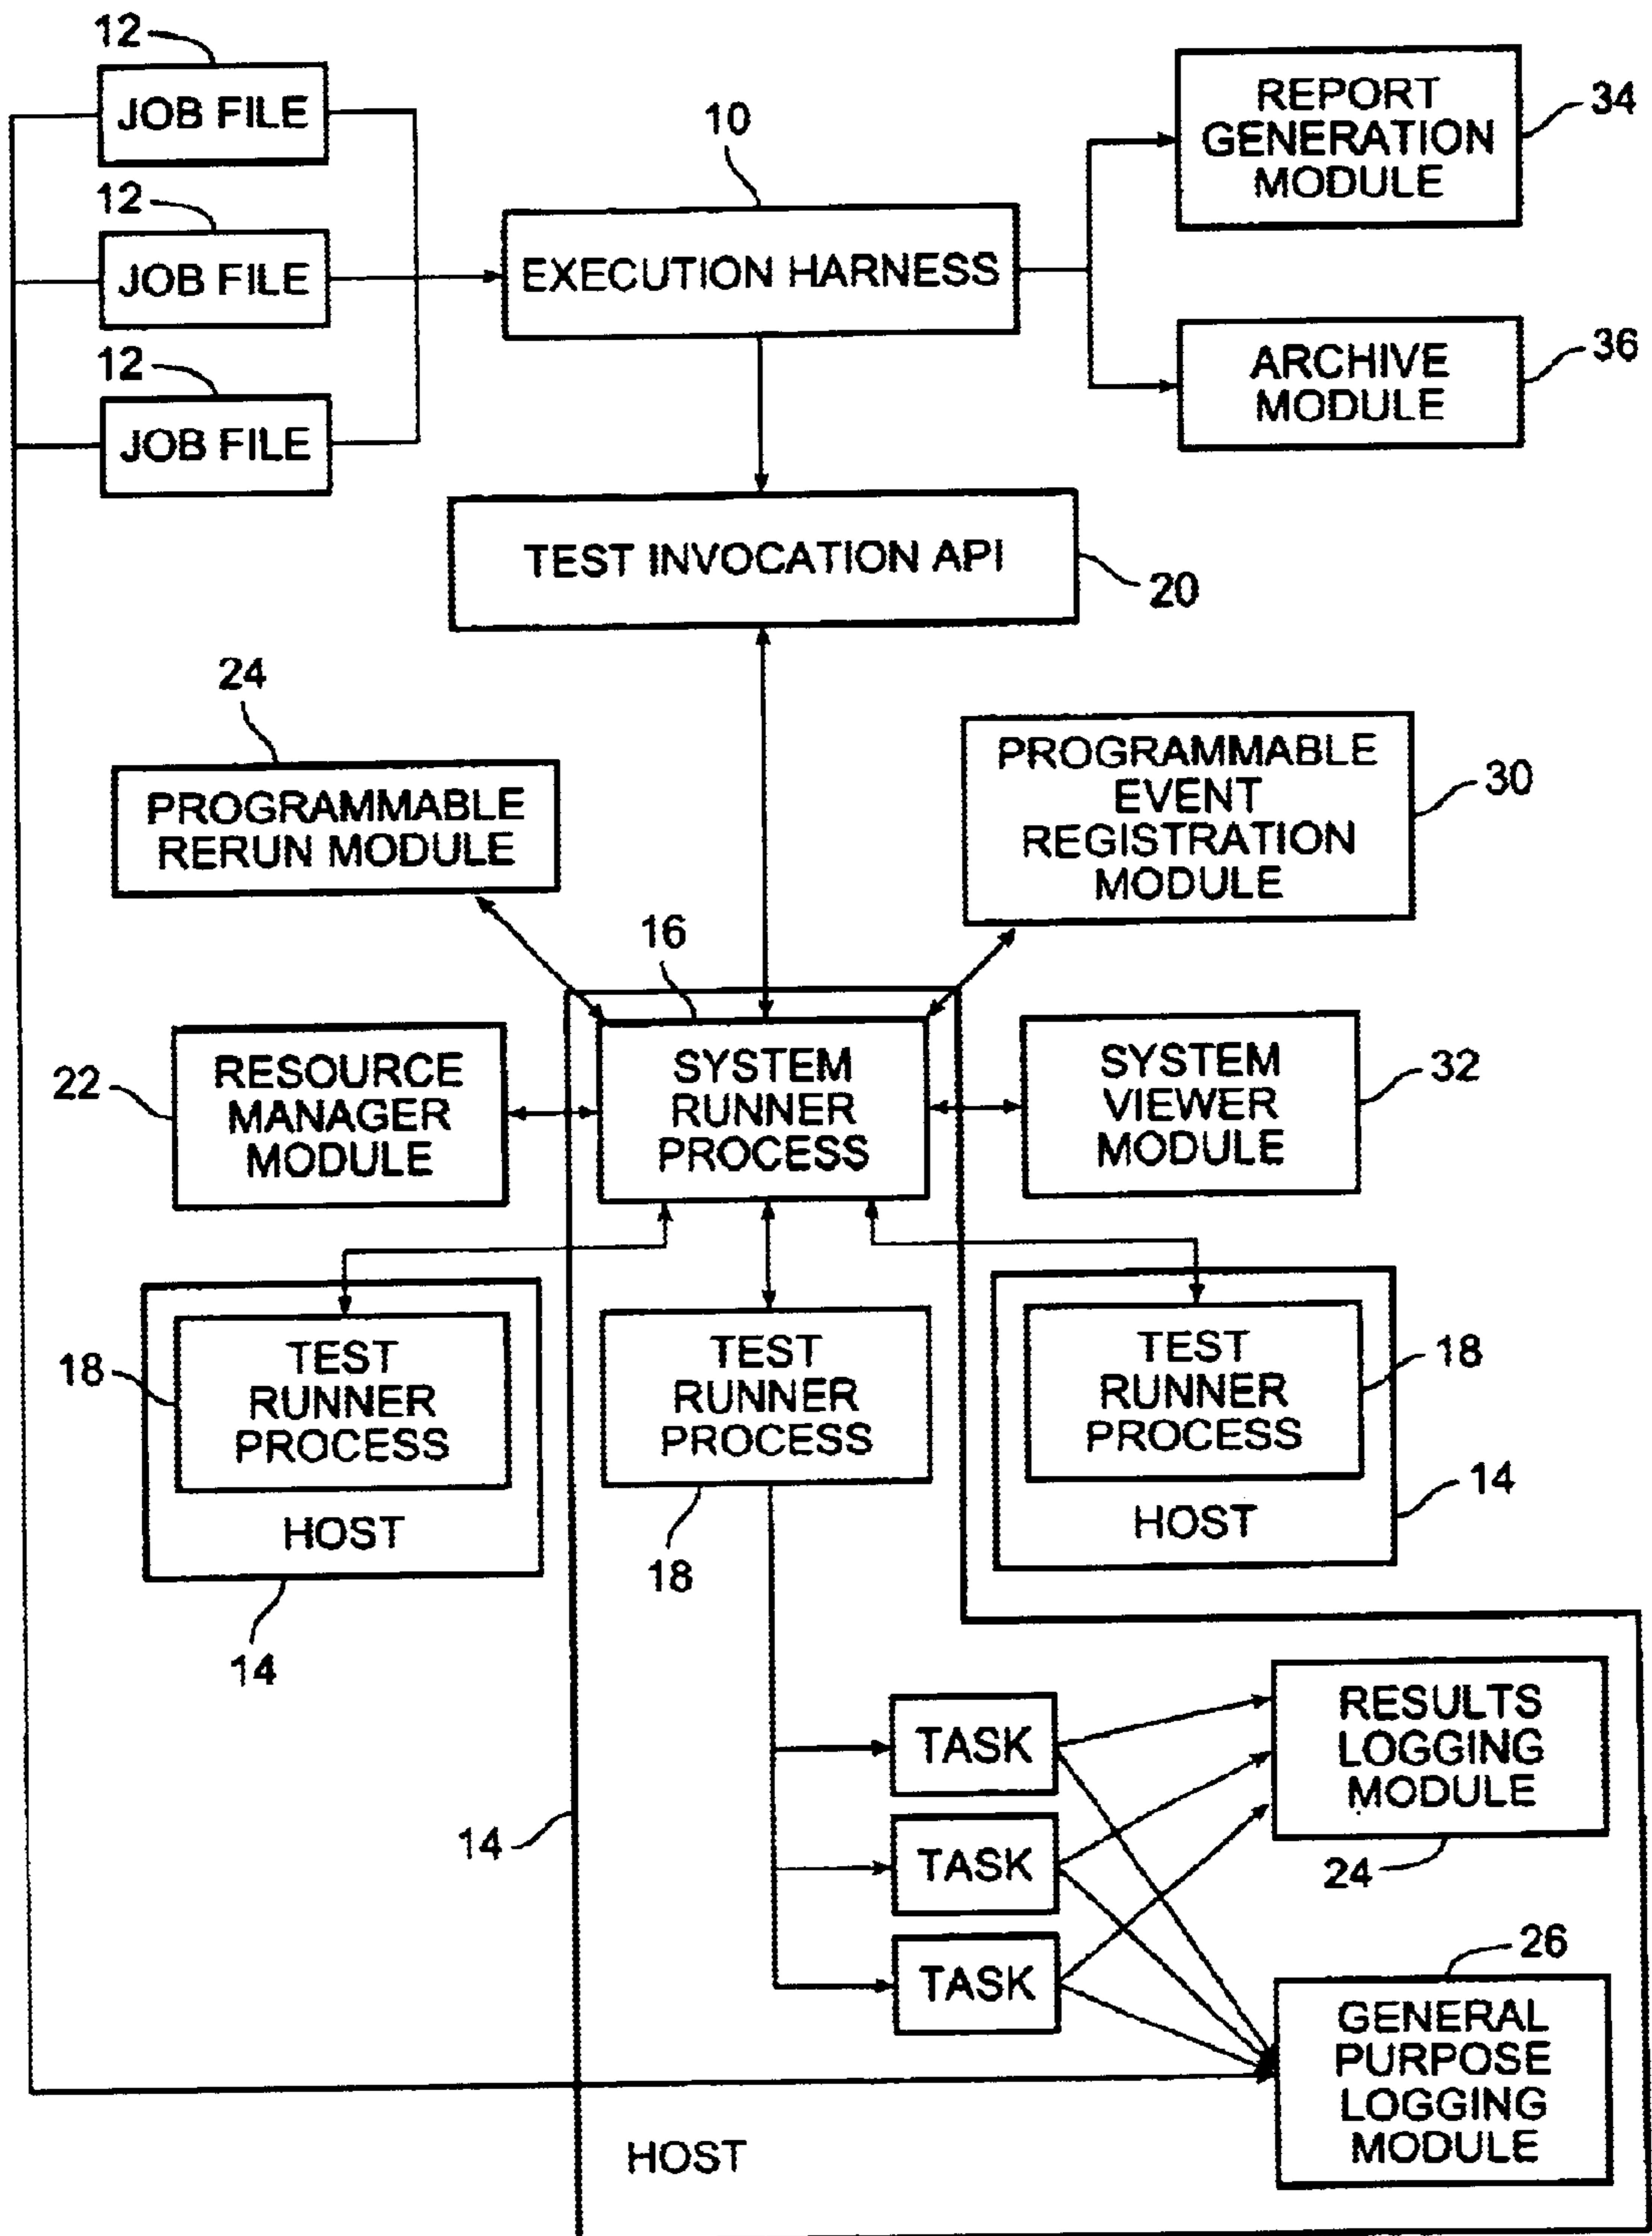 12
JOB FILE
12
JOB FILE
12
JOB FILE
10
EXECUTION HARNESS
REPORT
GENERATION
MODULE
34
ARCHIVE
MODULE
36
TEST INVOCATION API
20
24
PROGRAMMABLE
RERUN MODULE
PROGRAMMABLE
EVENT
REGISTRATION
MODULE
30
16
22
RESOURCE
MANAGER
MODULE
SYSTEM
RUNNER
PROCESS
SYSTEM
VIEWER
MODULE
32
18
TEST
RUNNER
PROCESS
HOST
14
TEST
RUNNER
PROCESS
18
TEST
RUNNER
PROCESS
18
HOST
14
14
TASK
TASK
TASK
RESULTS
LOGGING
MODULE
24
26
GENERAL
PURPOSE
LOGGING
MODULE
HOST